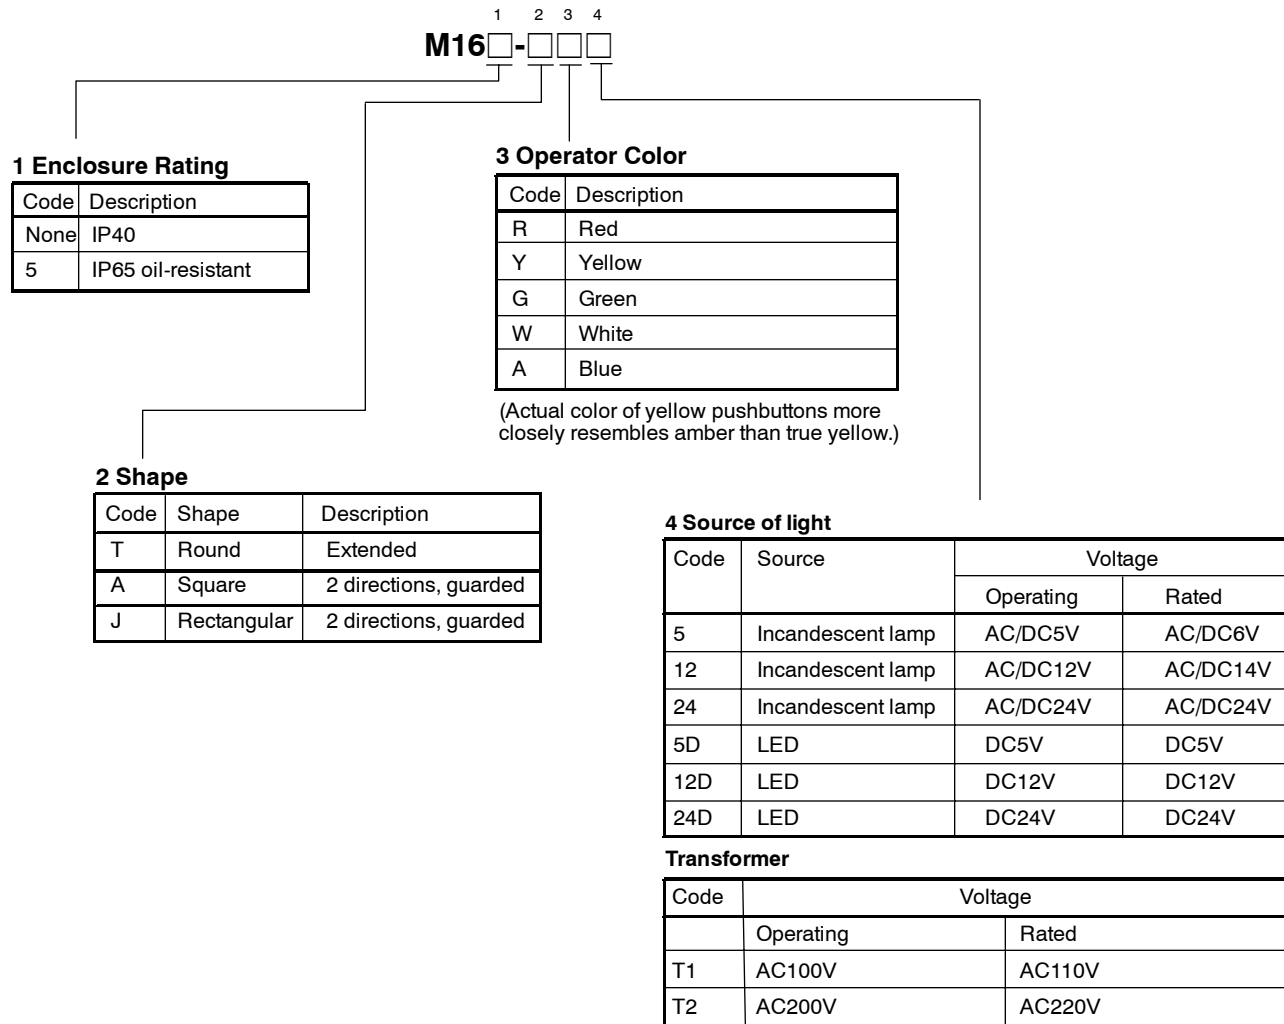 1 2 3 4
M16□-□□□
1 Enclosure Rating
Code Description
None IP40
5 IP65 oil-resistant
3 Operator Color
Code Description
R Red
Y Yellow
G Green
W White
A Blue
(Actual color of yellow pushbuttons more
closely resembles amber than true yellow.)
2 Shape
Code Shape Description
T Round Extended
A Square 2 directions, guarded
J Rectangular 2 directions, guarded
4 Source of light
Code Source Voltage
Operating Rated
5 Incandescent lamp AC/DC5V AC/DC6V
12 Incandescent lamp AC/DC12V AC/DC14V
24 Incandescent lamp AC/DC24V AC/DC24V
5D LED DC5V DC5V
12D LED DC12V DC12V
24D LED DC24V DC24V
Transformer
Code Voltage
Operating Rated
T1 AC100V AC110V
T2 AC200V AC220V